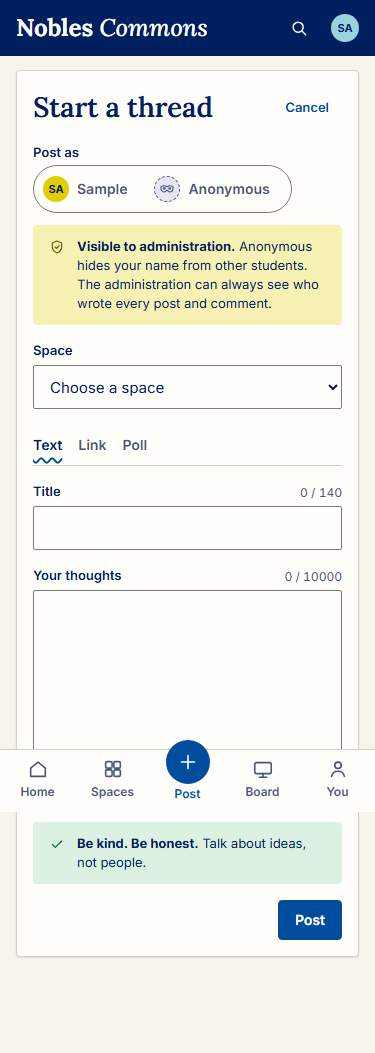 Nobles Commons
SA
Start a thread
Cancel
Post as
SA Sample
Anonymous
Visible to administration. Anonymous
hides your name from other students.
The administration can always see who
wrote every post and comment.
Space
Choose a space
Text Link Poll
Title
0 / 140
Your thoughts
0 / 10000
Home
Spaces
Post
Board
You
Be kind. Be honest. Talk about ideas,
not people.
Post